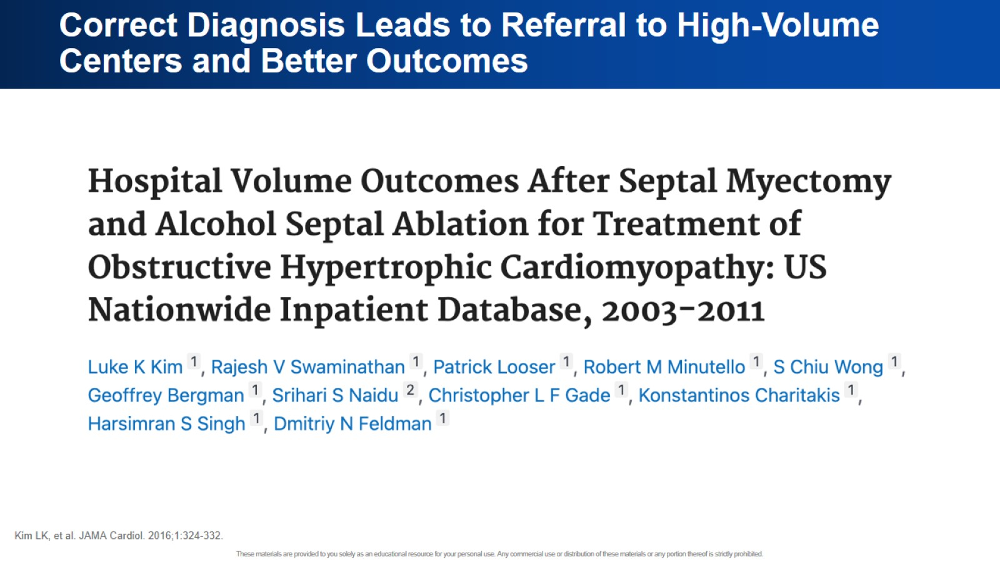 Correct Diagnosis Leads to Referral to High-Volume
Centers and Better Outcomes
Hospital Volume Outcomes After Septal Myectomy
and Alcohol Septal Ablation for Treatment of
Obstructive Hypertrophic Cardiomyopathy: US
Nationwide Inpatient Database, 2003-2011
Luke K Kim 1, Rajesh V Swaminathan 1, Patrick Looser 1, Robert M Minutello 1, S Chiu Wong 1,
Geoffrey Bergman 1, Srihari S Naidu 2, Christopher L F Gade 1, Konstantinos Charitakis 1,
Harsimran S Singh 1, Dmitriy N Feldman 1
Kim LK, et al. JAMA Cardiol. 2016;1:324-332.
These materials are provided to you solely as an educational resource for your personal use. Any commercial use or distribution of these materials or any portion thereof is strictly prohibited.